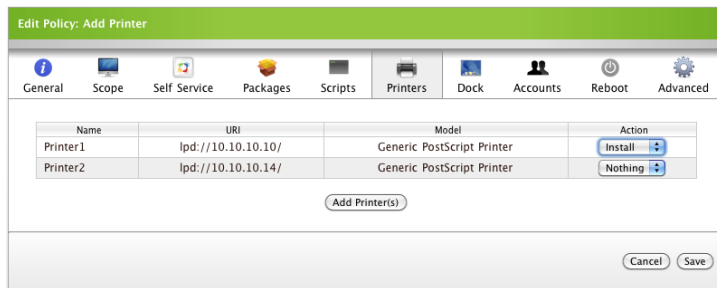 Edit Policy: Add Printer
General Scope Self Service Packages Scripts Printers Dock Accounts Reboot Advanced
Name URI Model Action
Printer1 lpd://10.10.10.10/ Generic PostScript Printer Install
Printer2 lpd://10.10.10.14/ Generic PostScript Printer Nothing
Add Printer(s)
Cancel Save